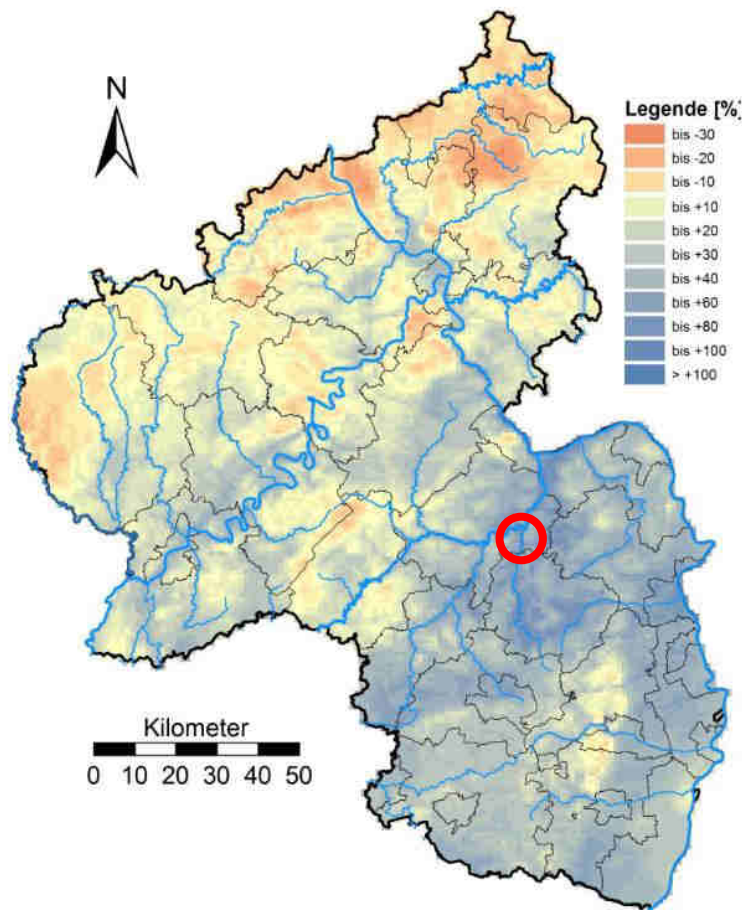 N
Legende [%]
bis -30
bis -20
bis -10
bis +10
bis +20
bis +30
bis +40
bis +60
bis +80
bis +100
> +100
Kilometer
0 10 20 30 40 50